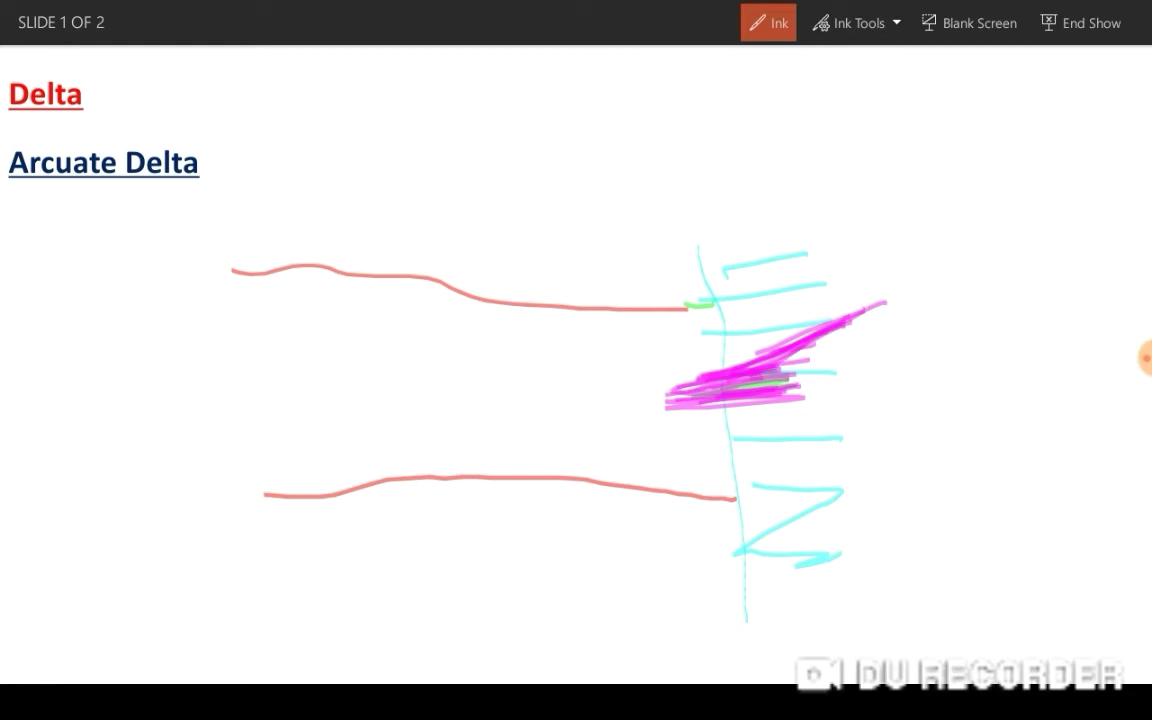 SLIDE 1 OF 2
Ink
Ink Tools
Blank Screen
End Show
Delta
Arcuate Delta
DU RECORDER